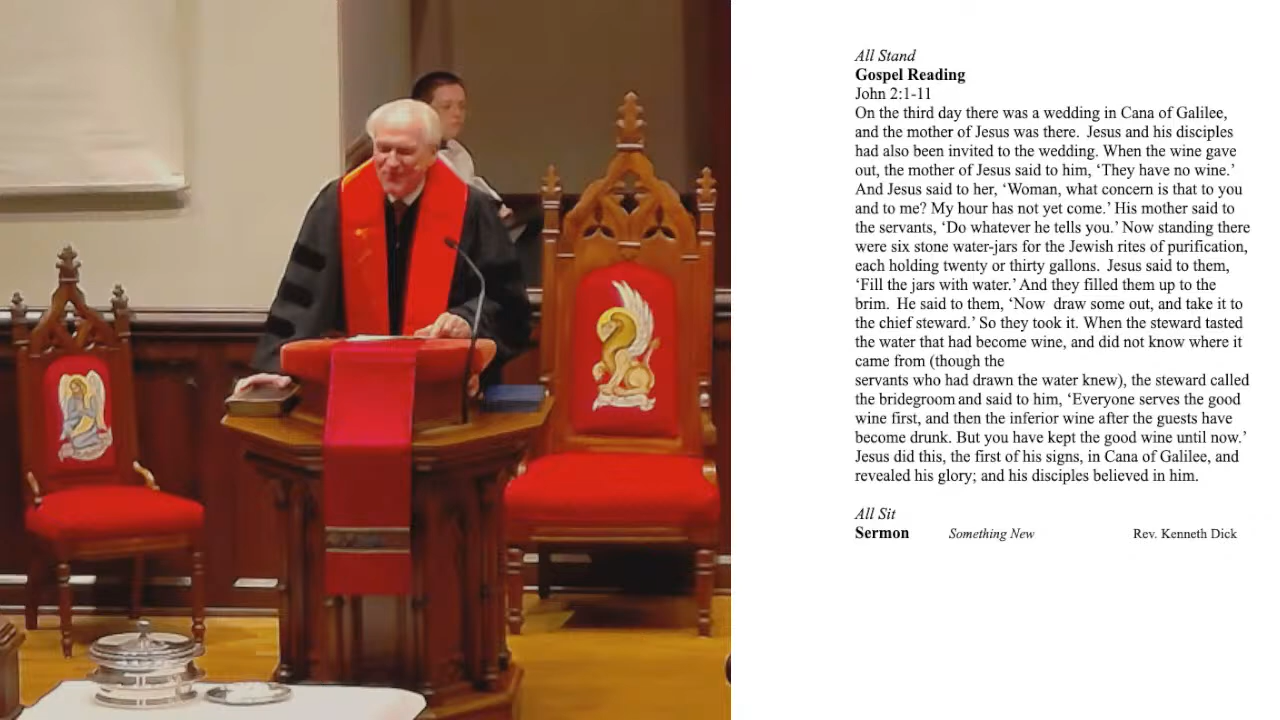 All Stand
Gospel Reading
John 2:1-11
On the third day there was a wedding in Cana of Galilee,
and the mother of Jesus was there.  Jesus and his disciples
had also been invited to the wedding. When the wine gave
out, the mother of Jesus said to him, ‘They have no wine.’
And Jesus said to her, ‘Woman, what concern is that to you
and to me? My hour has not yet come.’ His mother said to
the servants, ‘Do whatever he tells you.’ Now standing there
were six stone water-jars for the Jewish rites of purification,
each holding twenty or thirty gallons.  Jesus said to them,
‘Fill the jars with water.’ And they filled them up to the
brim.  He said to them, ‘Now  draw some out, and take it to
the chief steward.’ So they took it. When the steward tasted
the water that had become wine, and did not know where it
came from (though the
servants who had drawn the water knew), the steward called
the bridegroom and said to him, ‘Everyone serves the good
wine first, and then the inferior wine after the guests have
become drunk. But you have kept the good wine until now.’
Jesus did this, the first of his signs, in Cana of Galilee, and
revealed his glory; and his disciples believed in him.
All Sit
Sermon Something New Rev. Kenneth Dick